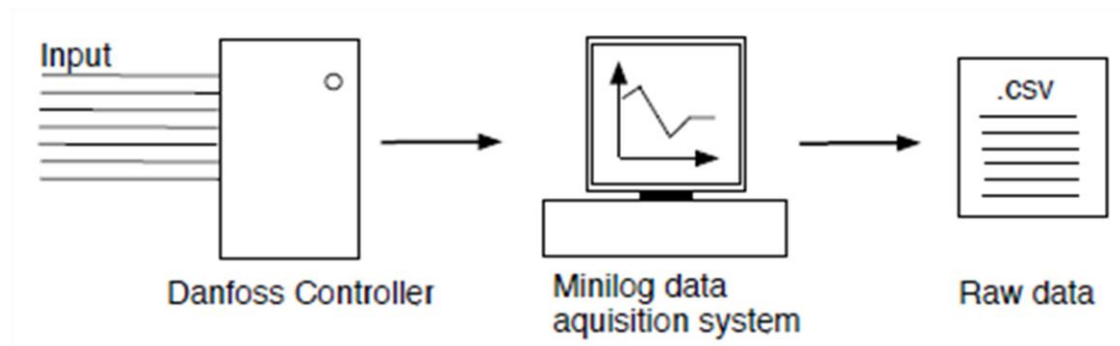 Input
.csv
Danfoss Controller
Minilog data
aquisition system
Raw data